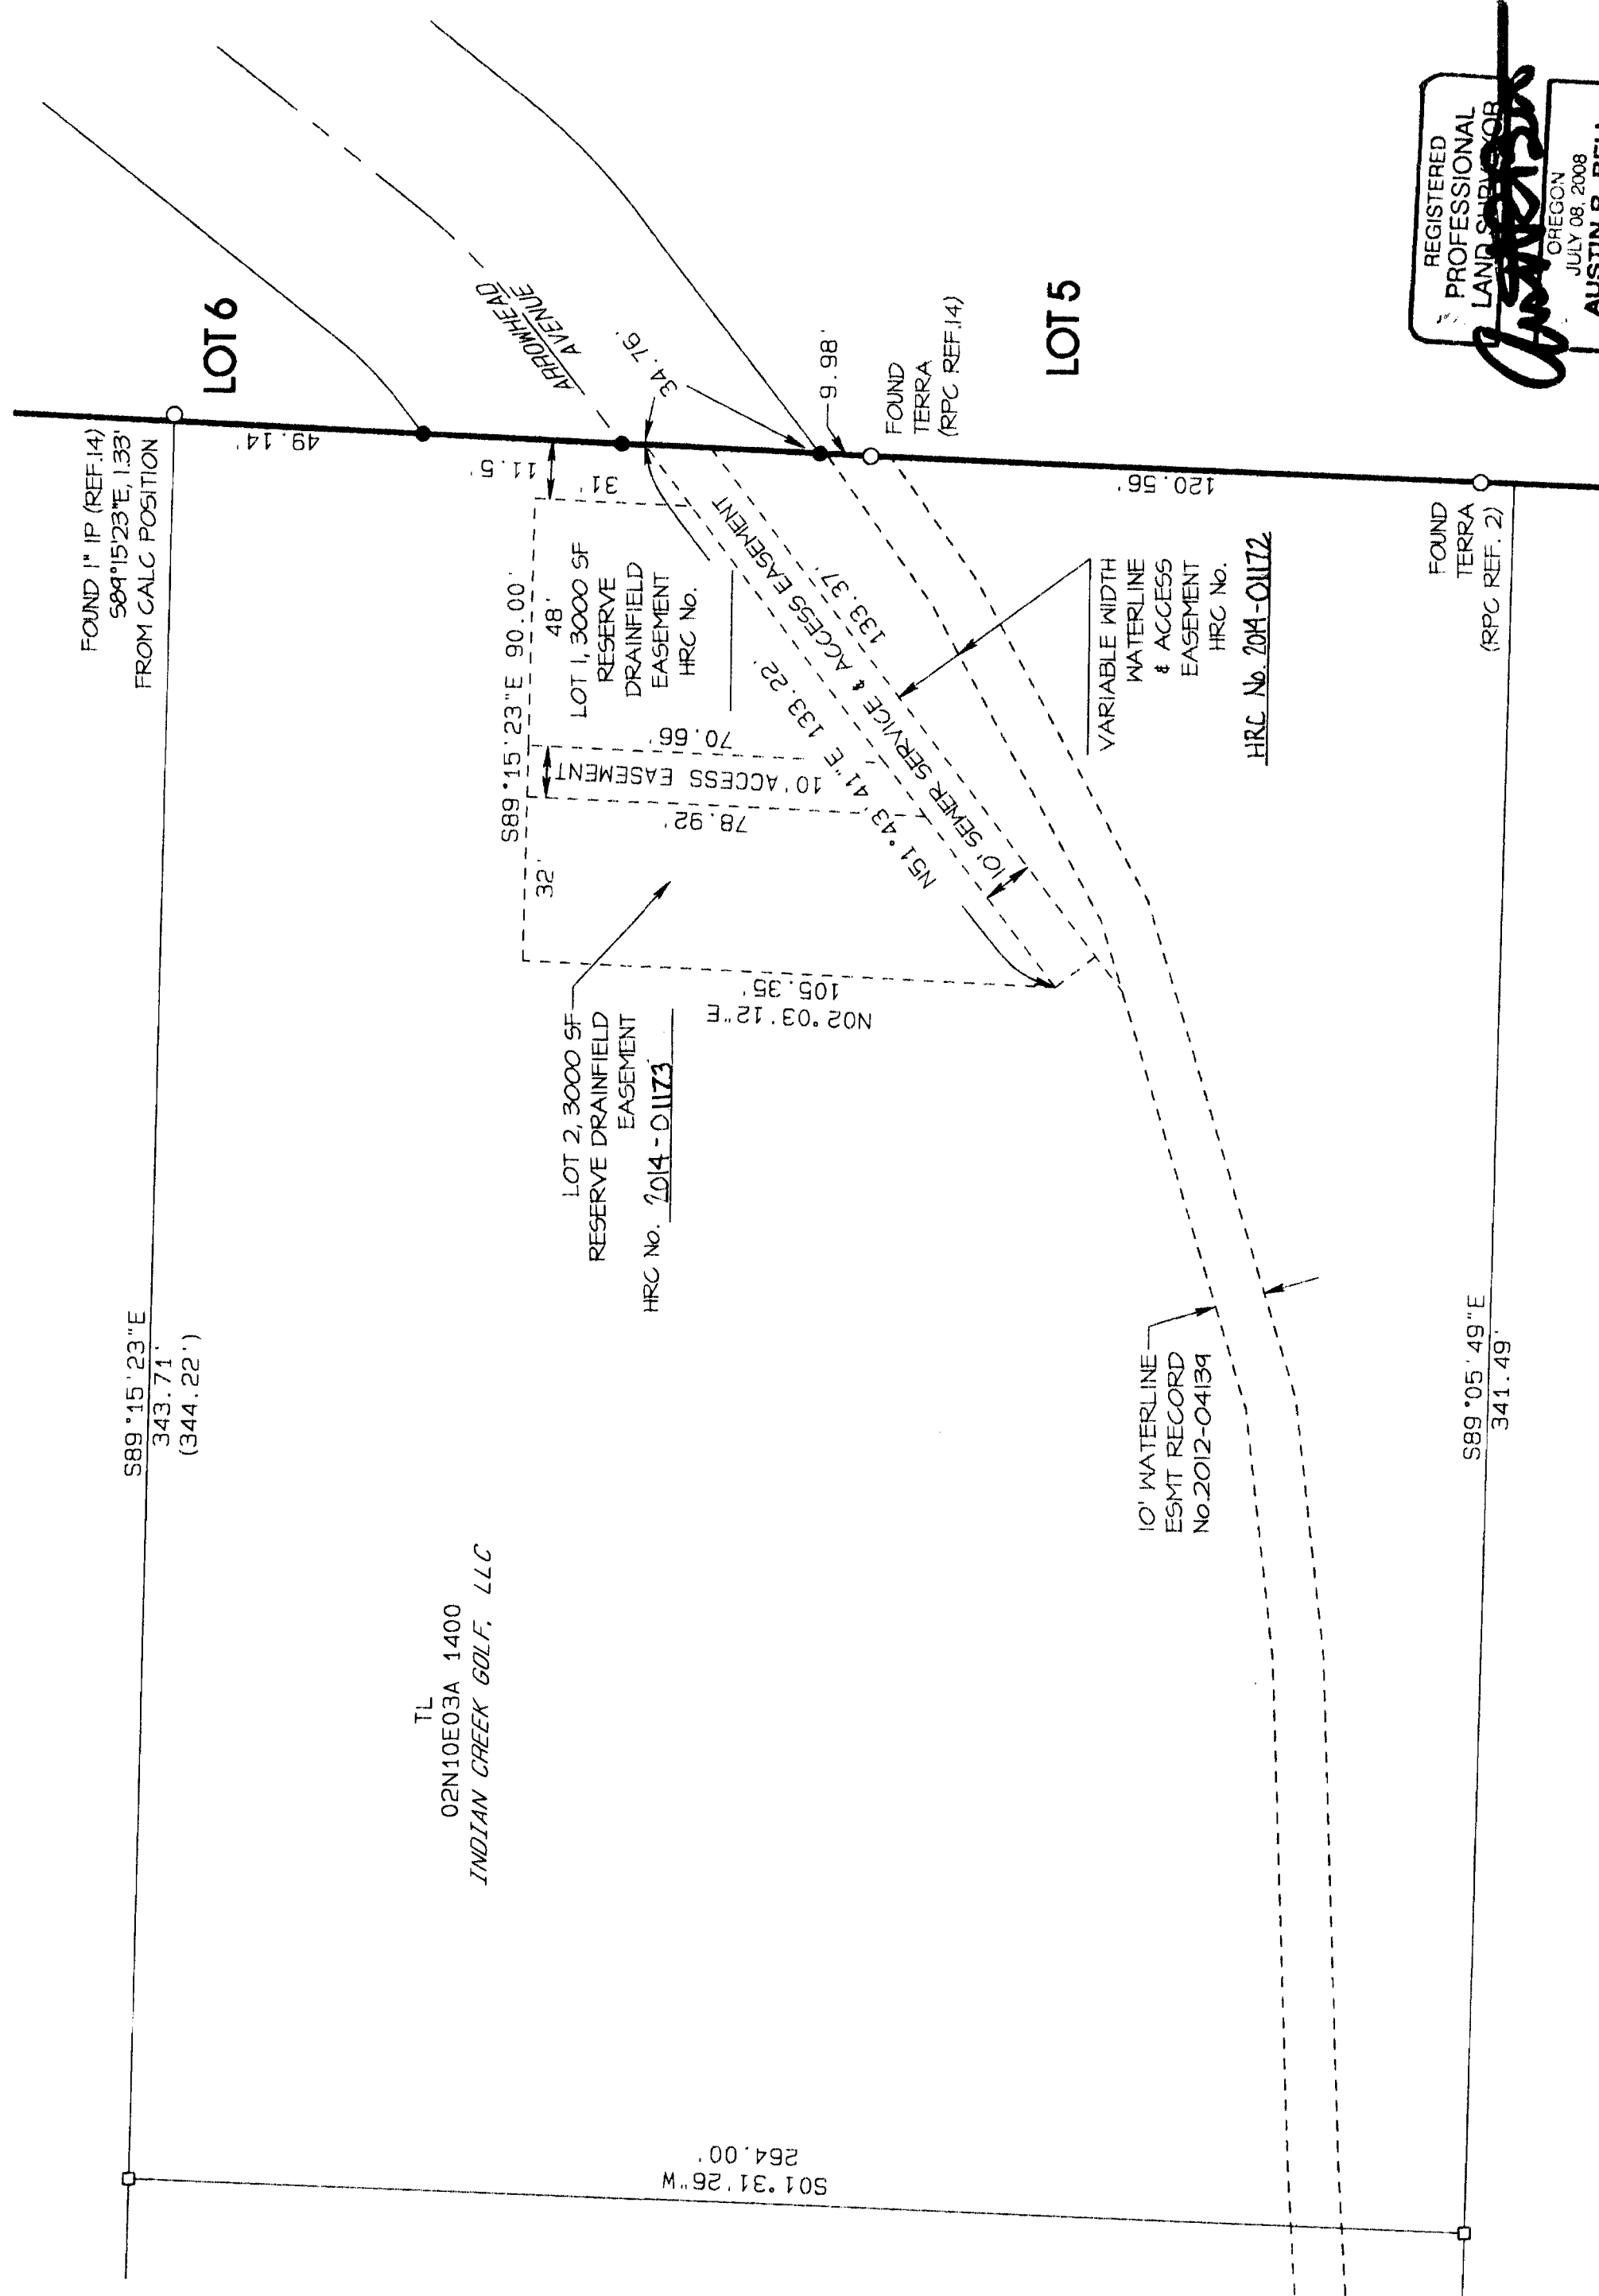 FOUND 1" IP (REF.14)
S89°15'23"E, 1.33'
FROM CALC POSITION
LOT 6
49.14'
ARROWHEAD
AVENUE
34.76'
9.98'
FOUND
TERRA
(RPC REF.14)
LOT 5
120.56'
FOUND
TERRA
(RPC REF. 2)
11.5'
31'
S89°15'23"E 90.00'
48'
32'
LOT 1, 3000 SF
RESERVE
DRAINFIELD
EASEMENT
HRC No.
70.66'
10' ACCESS EASEMENT
78.92'
N51°43'41"E 133.22'
10' SEWER SERVICE & ACCESS EASEMENT
133.37'
VARIABLE WIDTH
WATERLINE
& ACCESS
EASEMENT
HRC No.
HRC No. 2014-01172
N02°03'12"E
105.35'
LOT 2, 3000 SF
RESERVE DRAINFIELD
EASEMENT
HRC No. 2014-01173
S89°15'23"E
343.71'
(344.22')
TL
02N10E03A 1400
INDIAN CREEK GOLF, LLC
10' WATERLINE
ESMT RECORD
No.2012-04139
S89°05'49"E
341.49'
S01°31'26"W
264.00'
REGISTERED
PROFESSIONAL
LAND SURVEYOR
OREGON
JULY 08, 2008
AUSTIN R. BELL